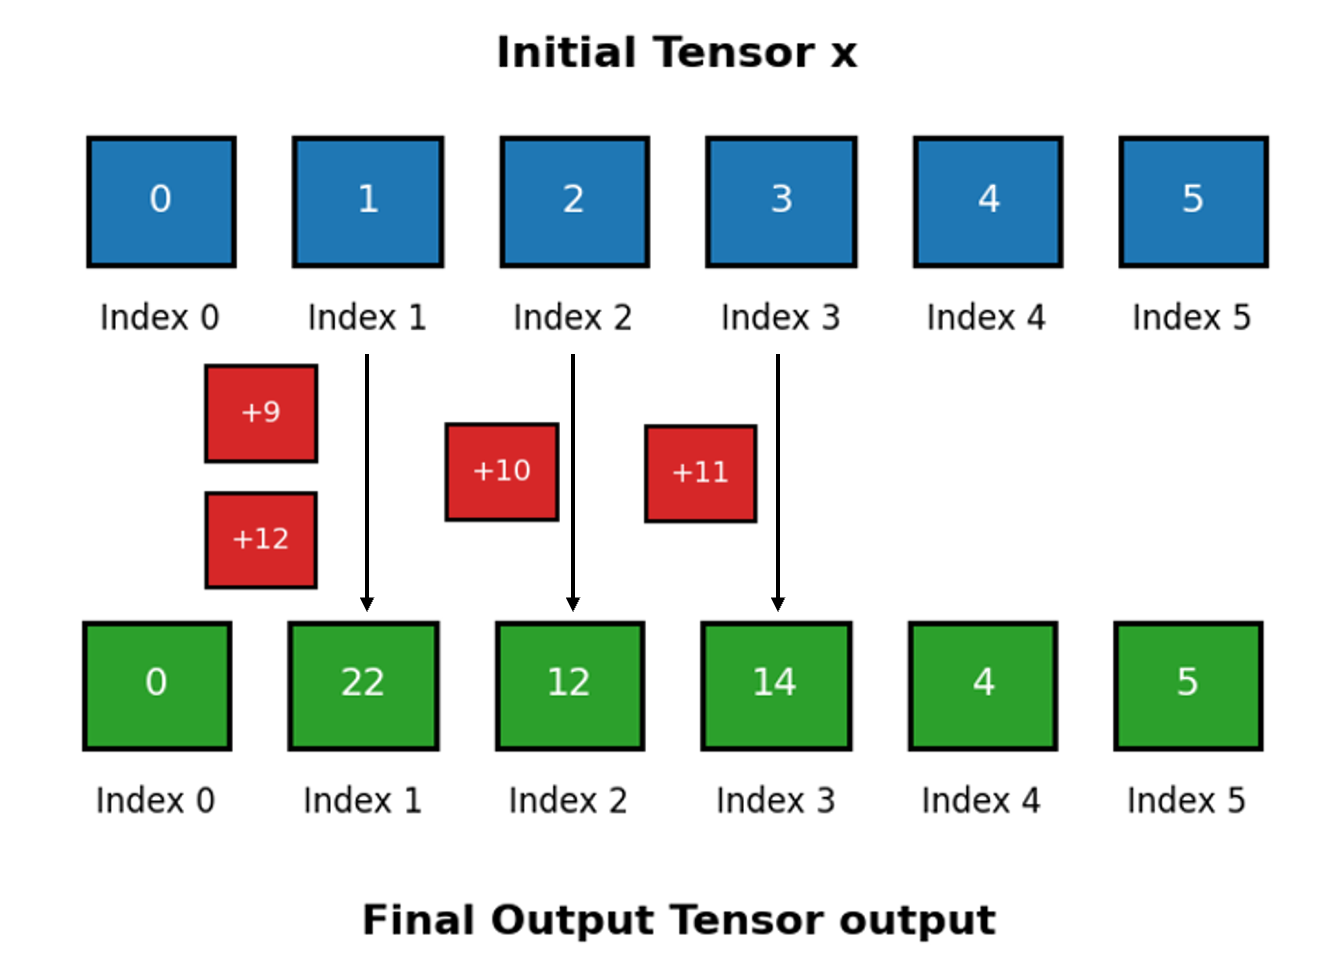 Initial Tensor x
0 1 2 3 4 5
Index 0 Index 1 Index 2 Index 3 Index 4 Index 5
+9
+10 +11
+12
0 22 12 14 4 5
Index 0 Index 1 Index 2 Index 3 Index 4 Index 5
Final Output Tensor output